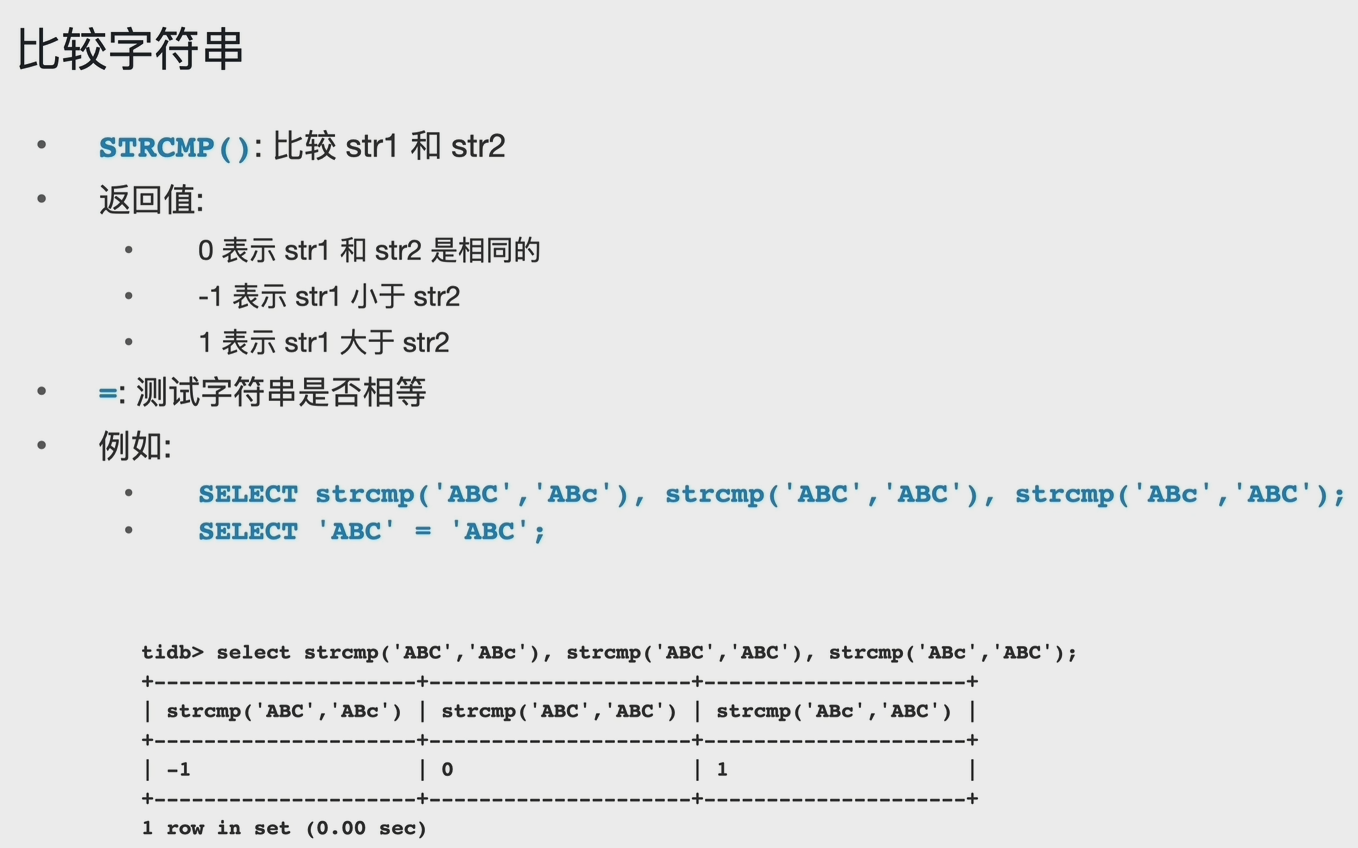 比较字符串
• STRCMP(): 比较 str1 和 str2
• 返回值:
• 0 表示 str1 和 str2 是相同的
• -1 表示 str1 小于 str2
• 1 表示 str1 大于 str2
• =: 测试字符串是否相等
• 例如:
• SELECT strcmp('ABC','ABc'), strcmp('ABC','ABC'), strcmp('ABc','ABC');
• SELECT 'ABC' = 'ABC';
tidb> select strcmp('ABC','ABc'), strcmp('ABC','ABC'), strcmp('ABc','ABC');
+---------------------+---------------------+---------------------+
| strcmp('ABC','ABc') | strcmp('ABC','ABC') | strcmp('ABc','ABC') |
+---------------------+---------------------+---------------------+
| -1                  | 0                   | 1                   |
+---------------------+---------------------+---------------------+
1 row in set (0.00 sec)